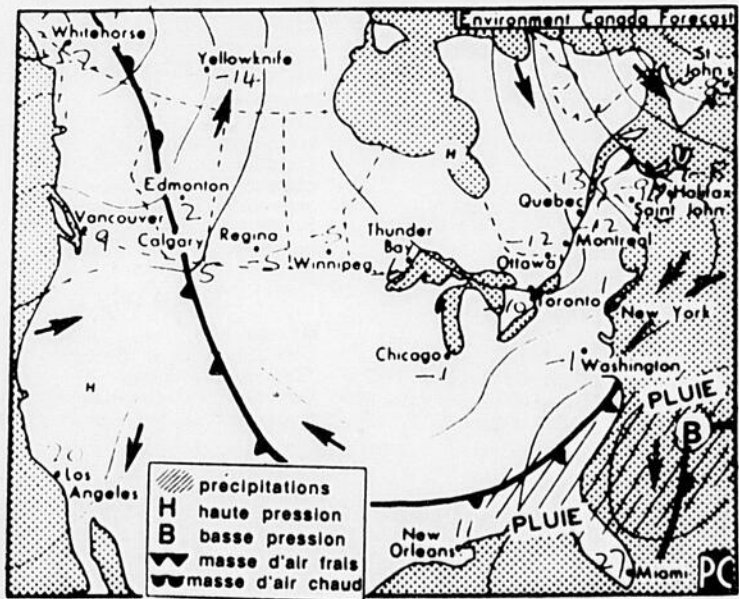 Environment Canada Forecast
Whitehorse
Yellowknife
-14
St
John's
H
Edmonton
2
Vancouver
9
Calgary
5
Regina
-5
Winnipeg
-5
Thunder
Bay
Quebec
-13
-9
Halifax
Saint John
-12
Montreal
-12
Ottawa
Toronto
-10
1
New York
Chicago
-1
-1
Washington
H
20
Los
Angeles
PLUIE
B
PLUIE
New
Orleans
11
27
Miami
PC
précipitations
H haute pression
B basse pression
masse d'air frais
masse d'air chaud